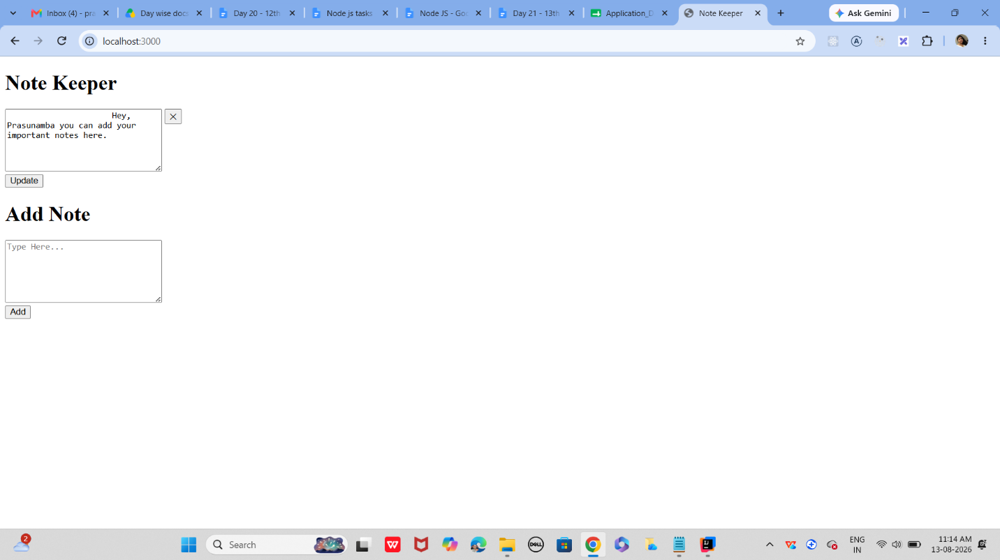 Inbox (4) - pra
Day wise docs
Day 20 - 12th
Node js tasks
Node JS - Goo
Day 21 - 13th
Application_D
Note Keeper
Ask Gemini
localhost:3000
Note Keeper
Hey,
Prasunamba you can add your
important notes here.
Update
Add Note
Type Here...
Add
2
Search
DELL
ENG
IN
11:14 AM
13-08-2026